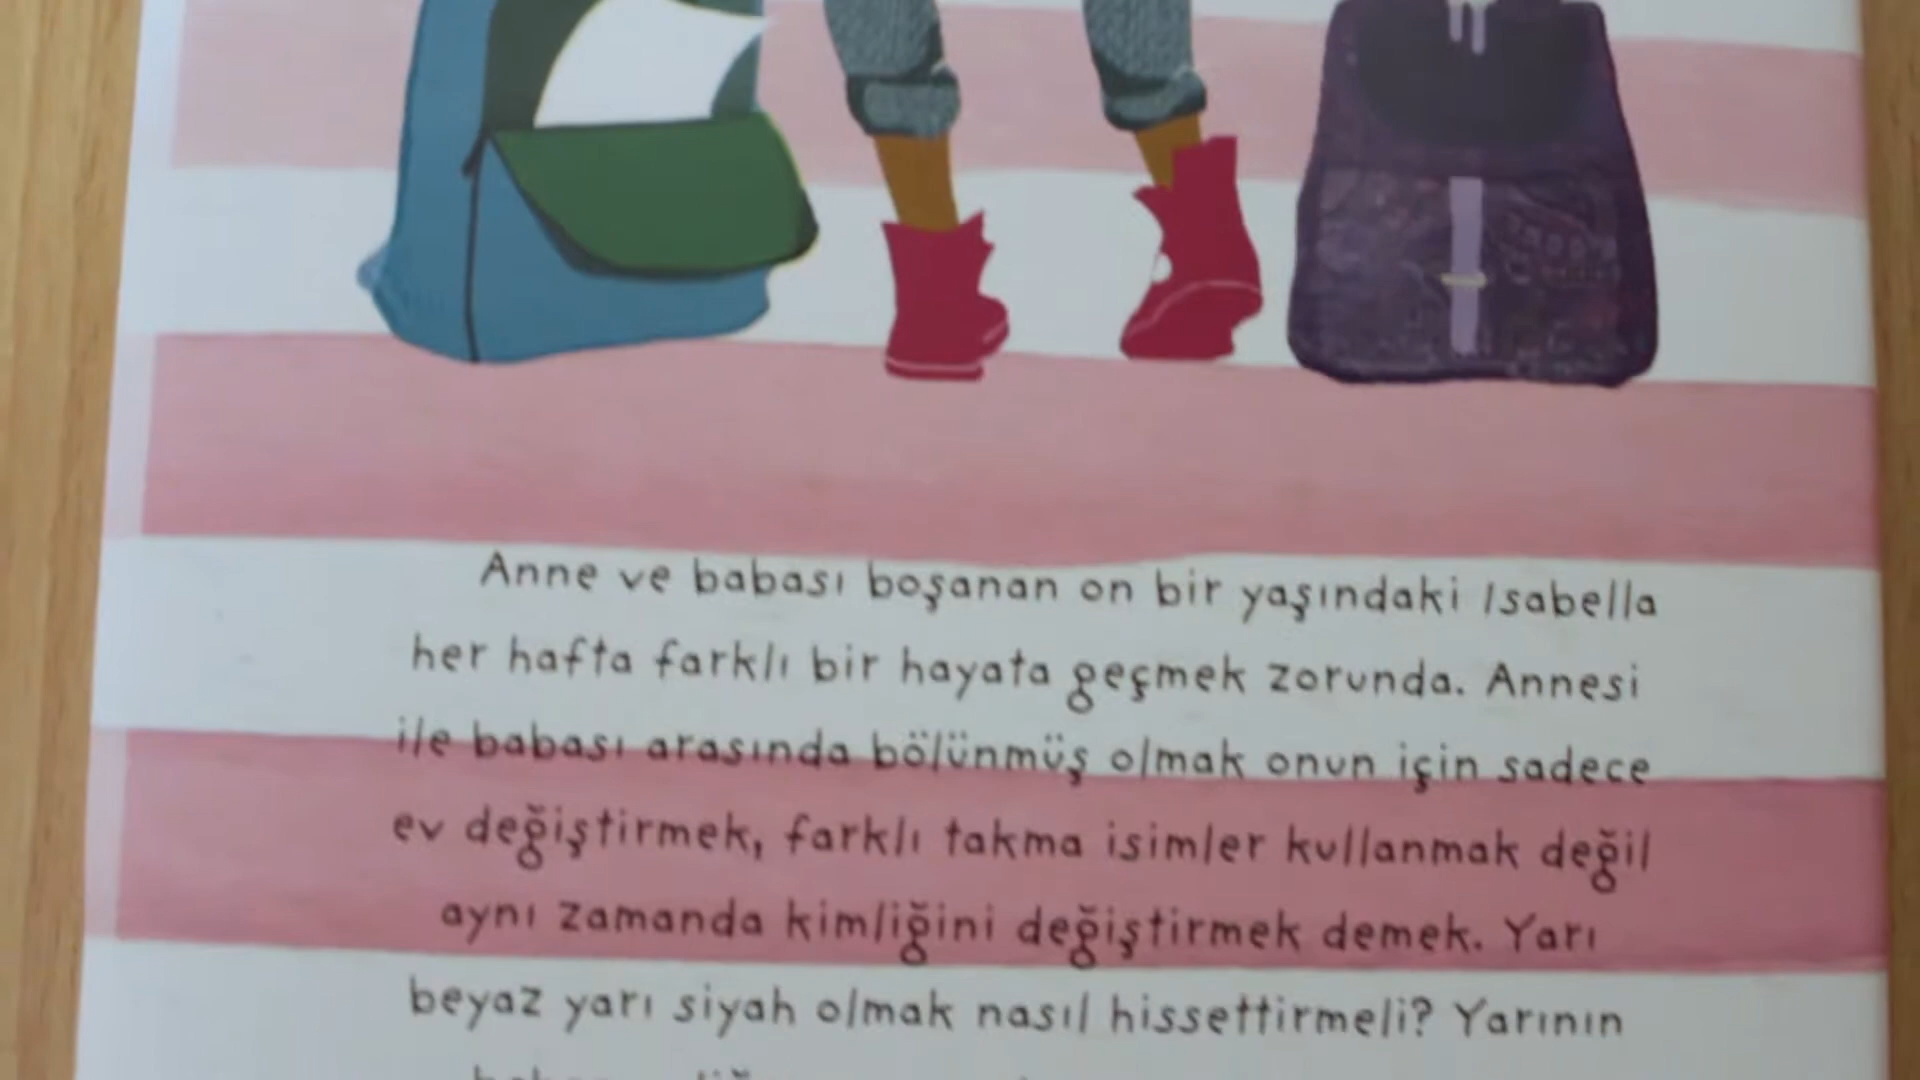 Anne ve babası boşanan on bir yaşındaki Isabella
her hafta farklı bir hayata geçmek zorunda. Annesi
ile babası arasında bölünmüş olmak onun için sadece
ev değiştirmek, farklı takma isimler kullanmak değil
aynı zamanda kimliğini değiştirmek demek. Yarı
beyaz yarı siyah olmak nasıl hissettirmeli? Yarının